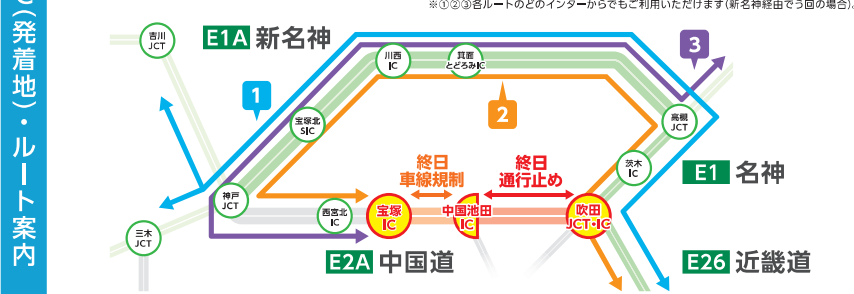 ※①②③各ルートのどのインターからでもご利用いただけます(新名神経由でう回の場合)。
(発着地)・ルート案内
吉川
JCT
E1A 新名神
川西
IC
箕面
とどろみIC
3
1
2
宝塚北
SIC
高槻
JCT
茨木
IC
終日
車線規制
終日
通行止め
E1 名神
神戸
JCT
西宮北
IC
宝塚
IC
中国池田
IC
吹田
JCT・IC
三木
JCT
E2A 中国道
E26 近畿道